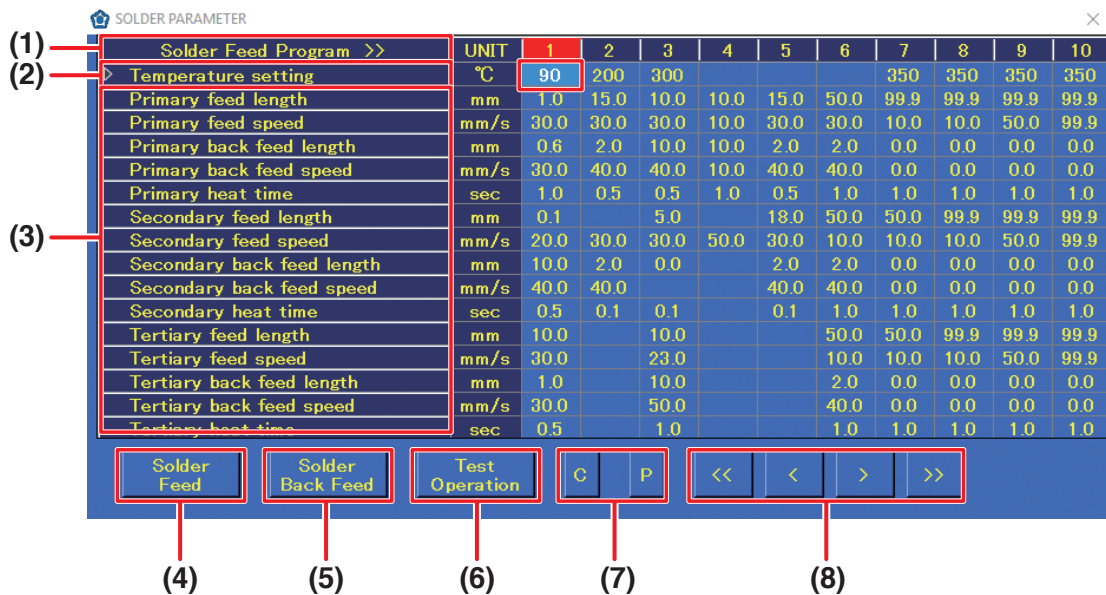 SOLDER PARAMETER
(1) Solder Feed Program >> UNIT 1 2 3 4 5 6 7 8 9 10
(2) Temperature setting ℃ 90 200 300 350 350 350 350
Primary feed length mm 1.0 15.0 10.0 10.0 15.0 50.0 99.9 99.9 99.9 99.9
Primary feed speed mm/s 30.0 30.0 30.0 10.0 30.0 30.0 10.0 10.0 50.0 99.9
Primary back feed length mm 0.6 2.0 10.0 10.0 2.0 2.0 0.0 0.0 0.0 0.0
Primary back feed speed mm/s 30.0 40.0 40.0 10.0 40.0 40.0 0.0 0.0 0.0 0.0
Primary heat time sec 1.0 0.5 0.5 1.0 0.5 1.0 1.0 1.0 1.0 1.0
Secondary feed length mm 0.1 5.0 18.0 50.0 50.0 99.9 99.9 99.9
(3) Secondary feed speed mm/s 20.0 30.0 30.0 50.0 30.0 10.0 10.0 10.0 50.0 99.9
Secondary back feed length mm 10.0 2.0 0.0 2.0 2.0 0.0 0.0 0.0 0.0
Secondary back feed speed mm/s 40.0 40.0 40.0 40.0 0.0 0.0 0.0 0.0
Secondary heat time sec 0.5 0.1 0.1 0.1 1.0 1.0 1.0 1.0 1.0
Tertiary feed length mm 10.0 10.0 50.0 50.0 99.9 99.9 99.9
Tertiary feed speed mm/s 30.0 23.0 10.0 10.0 10.0 50.0 99.9
Tertiary back feed length mm 1.0 10.0 2.0 0.0 0.0 0.0 0.0
Tertiary back feed speed mm/s 30.0 50.0 40.0 0.0 0.0 0.0 0.0
Tertiary heat time sec 0.5 1.0 1.0 1.0 1.0 1.0 1.0
Solder Feed
Solder Back Feed
Test Operation
C P << < > >>
(4) (5) (6) (7) (8)